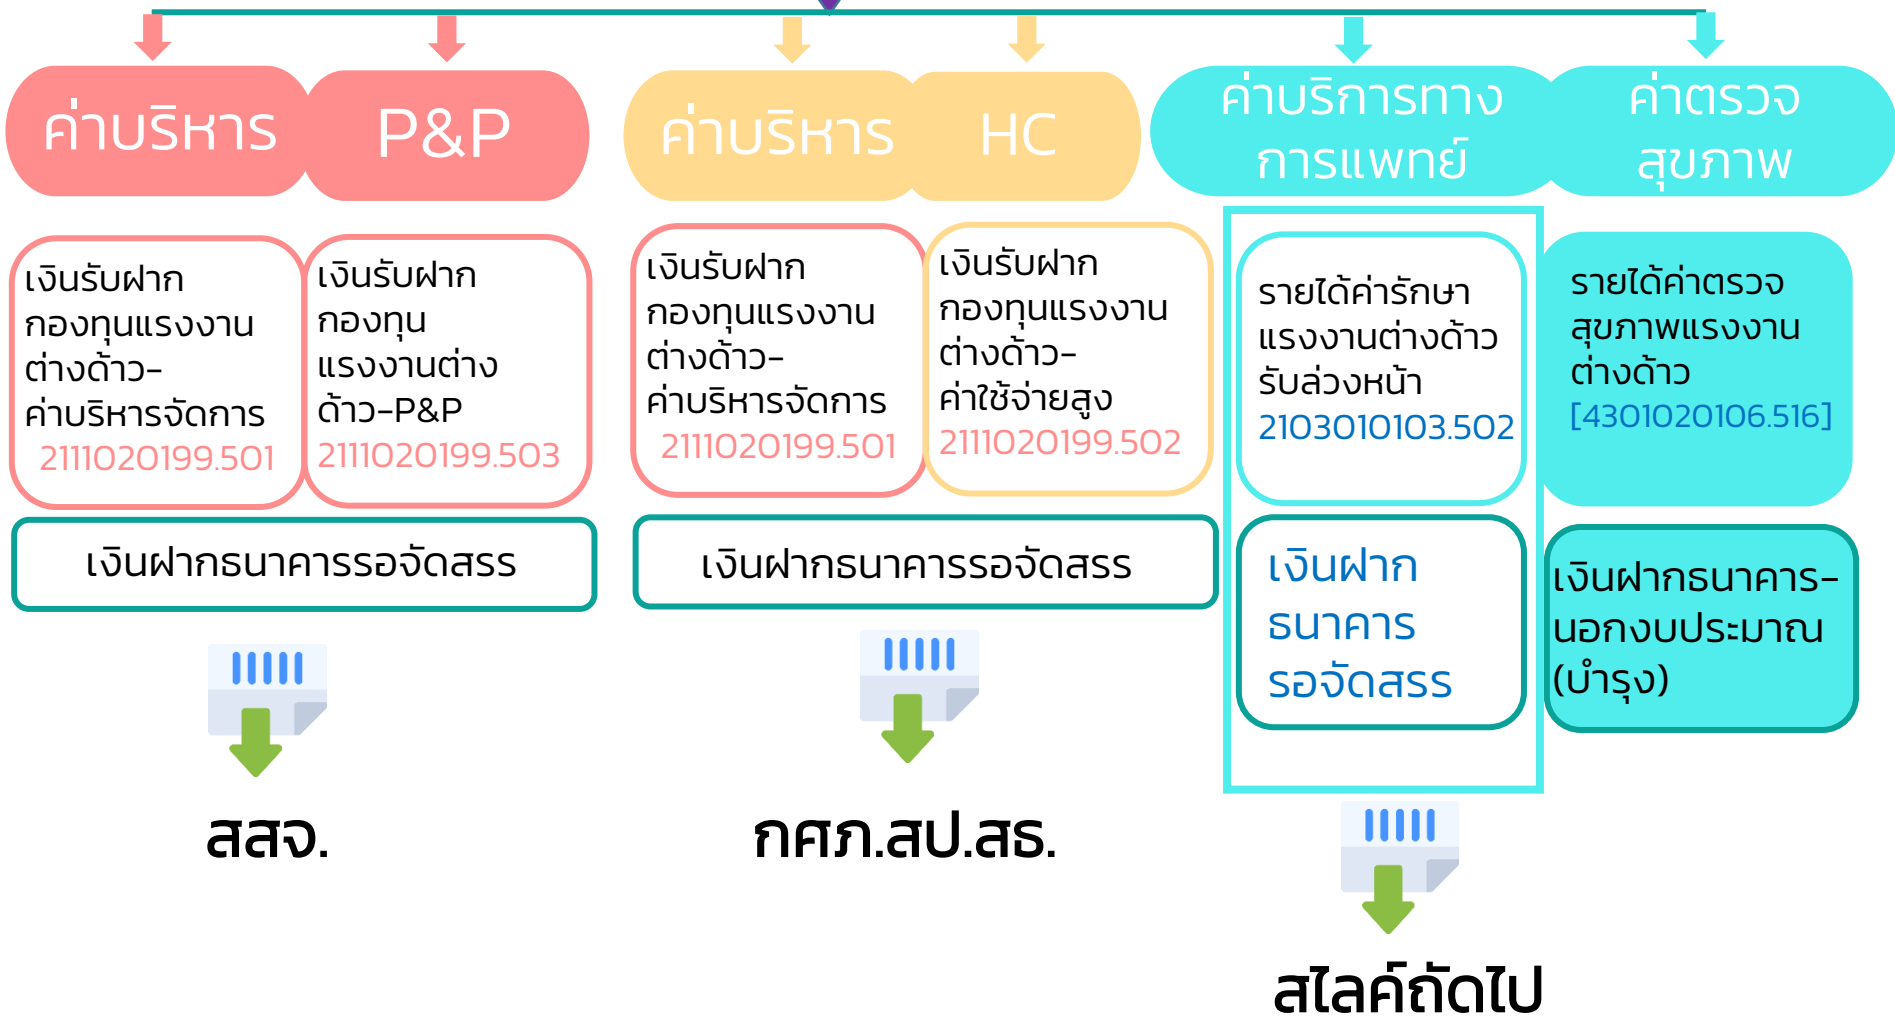 ค่าบริหาร
P&P
ค่าบริหาร
HC
ค่าบริการทาง
การแพทย์
ค่าตรวจ
สุขภาพ
เงินรับฝาก
กองทุนแรงงาน
ต่างด้าว-
ค่าบริหารจัดการ
2111020199.501
เงินรับฝาก
กองทุน
แรงงานต่าง
ด้าว-P&P
2111020199.503
เงินรับฝาก
กองทุนแรงงาน
ต่างด้าว-
ค่าบริหารจัดการ
2111020199.501
เงินรับฝาก
กองทุนแรงงาน
ต่างด้าว-
ค่าใช้จ่ายสูง
2111020199.502
รายได้ค่ารักษา
แรงงานต่างด้าว
รับล่วงหน้า
2103010103.502
รายได้ค่าตรวจ
สุขภาพแรงงาน
ต่างด้าว
[4301020106.516]
เงินฝากธนาคารรอจัดสรร
เงินฝากธนาคารรอจัดสรร
เงินฝาก
ธนาคาร
รอจัดสรร
เงินฝากธนาคาร-
นอกงบประมาณ
(บำรุง)
สสจ.
กศภ.สป.สธ.
สไลค์ถัดไป